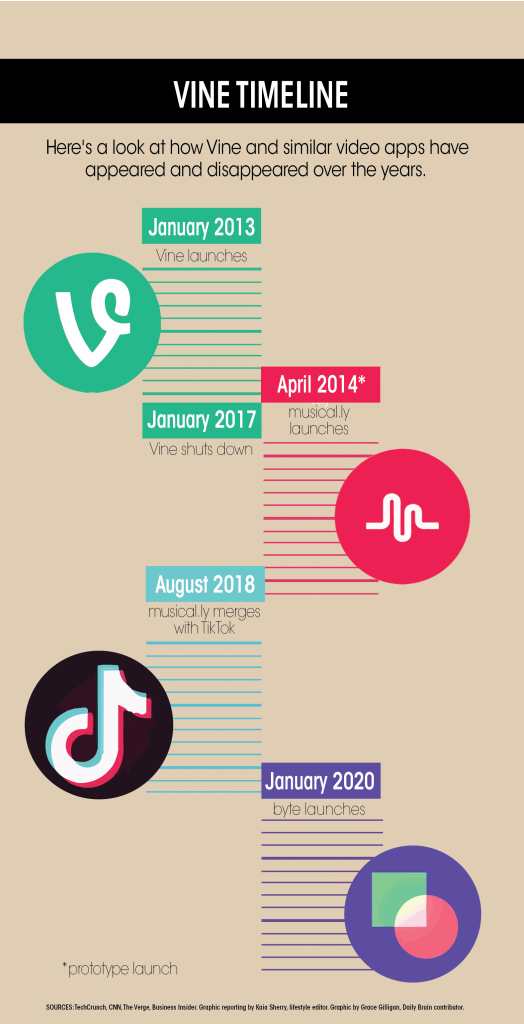 VINE TIMELINE
Here's a look at how Vine and similar video apps have
appeared and disappeared over the years.
January 2013
Vine launches
April 2014*
musical.ly
launches
January 2017
Vine shuts down
August 2018
musical.ly merges
with TikTok
January 2020
byte launches
*prototype launch
SOURCES: TechCrunch, CNN, The Verge, Business Insider. Graphic reporting by Kaia Sherry, lifestyle editor. Graphic by Grace Gilligan, Daily Bruin contributor.